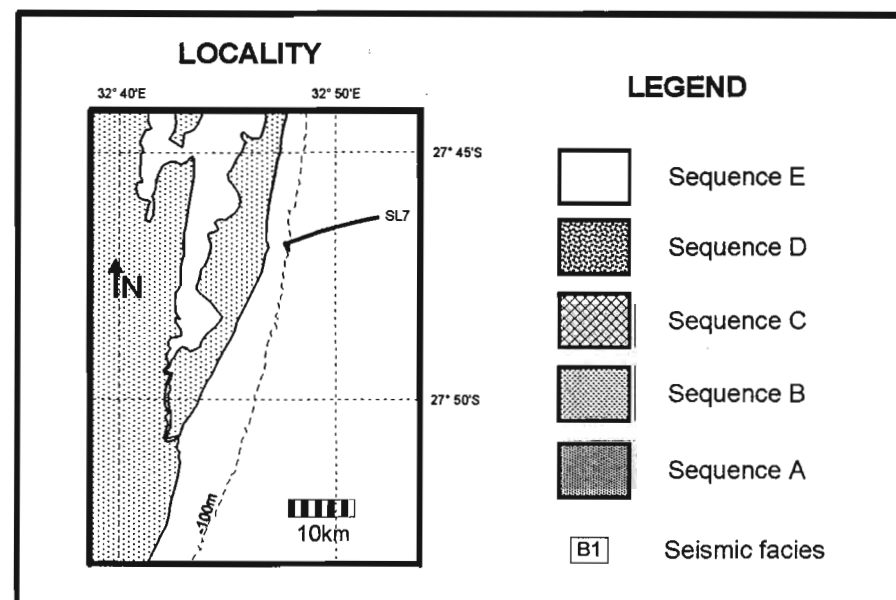 LOCALITY
32° 40'E
32° 50'E
27° 45'S
SL7
N
27° 50'S
-100m
10km
LEGEND
Sequence E
Sequence D
Sequence C
Sequence B
Sequence A
B1 Seismic facies